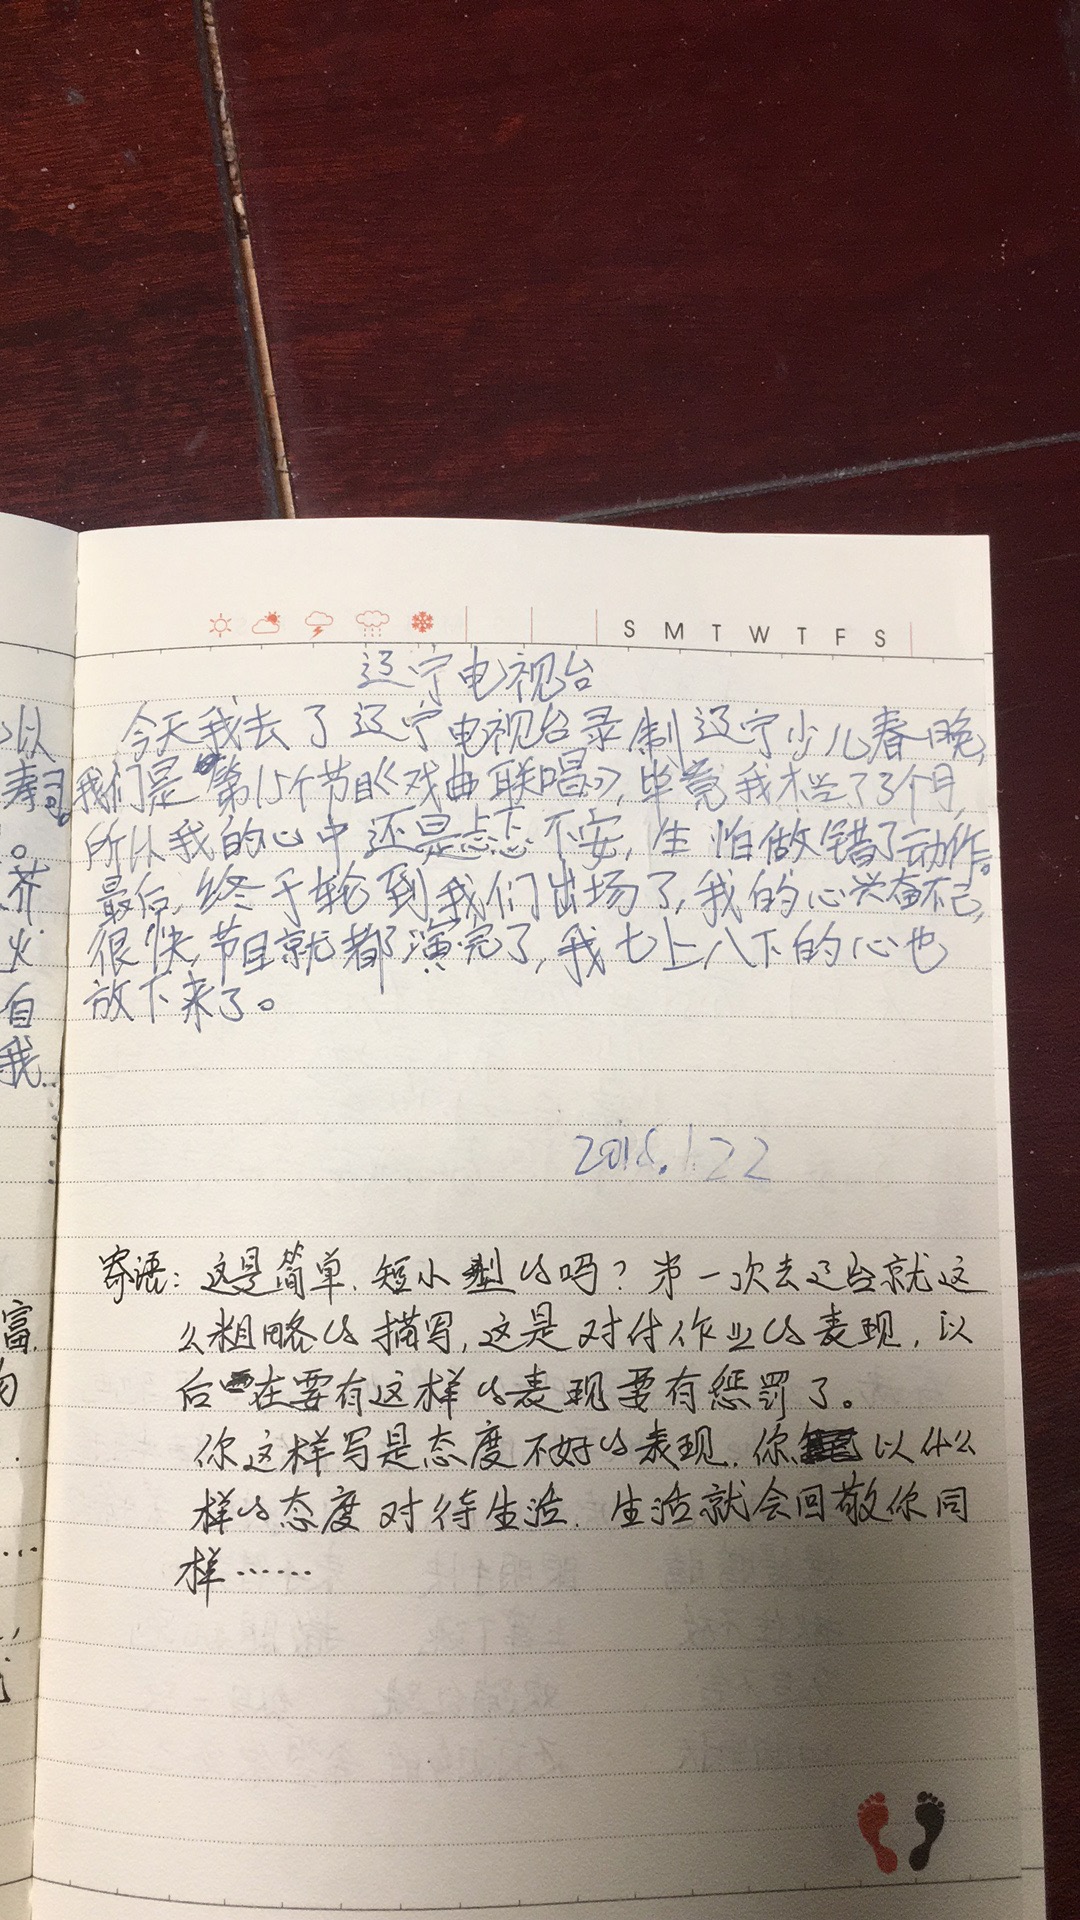 S M T W T F S
辽宁电视台
今天我去了辽宁电视台录制辽宁少儿春晚,
我们是第15个节目《戏曲联唱》,毕竟我才学了3个月,
所以我的心中还是忐忑不安,生怕做错了动作。
最后,终于轮到我们出场了,我的心兴奋不己,
很快,节目就都演完了,我七上八下的心也
放下来了。
寄语:这是简单.短小型的吗?第一次去辽台就这
么粗略的描写,这是对付作业的表现,以
后在要有这样的表现要有惩罚了。
你这样写是态度不好的表现.你以什么
样的态度对待生活.生活就会回敬你同
样……
以
寿司。
。芥
火
自
我..
富